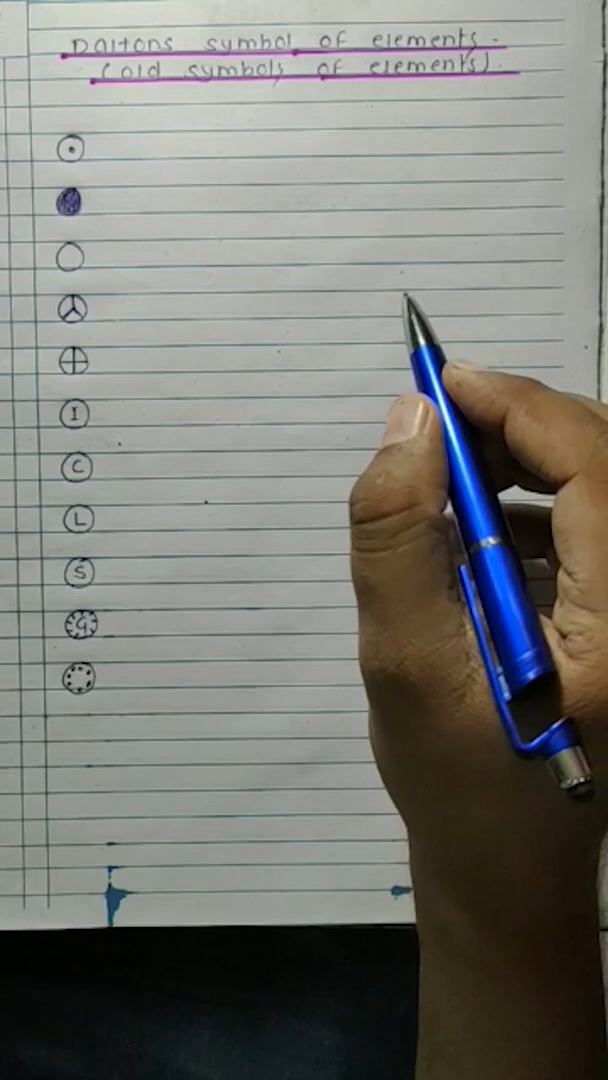 Daltons symbol of elements.
(old symbols of elements).
I
C
L
S
G